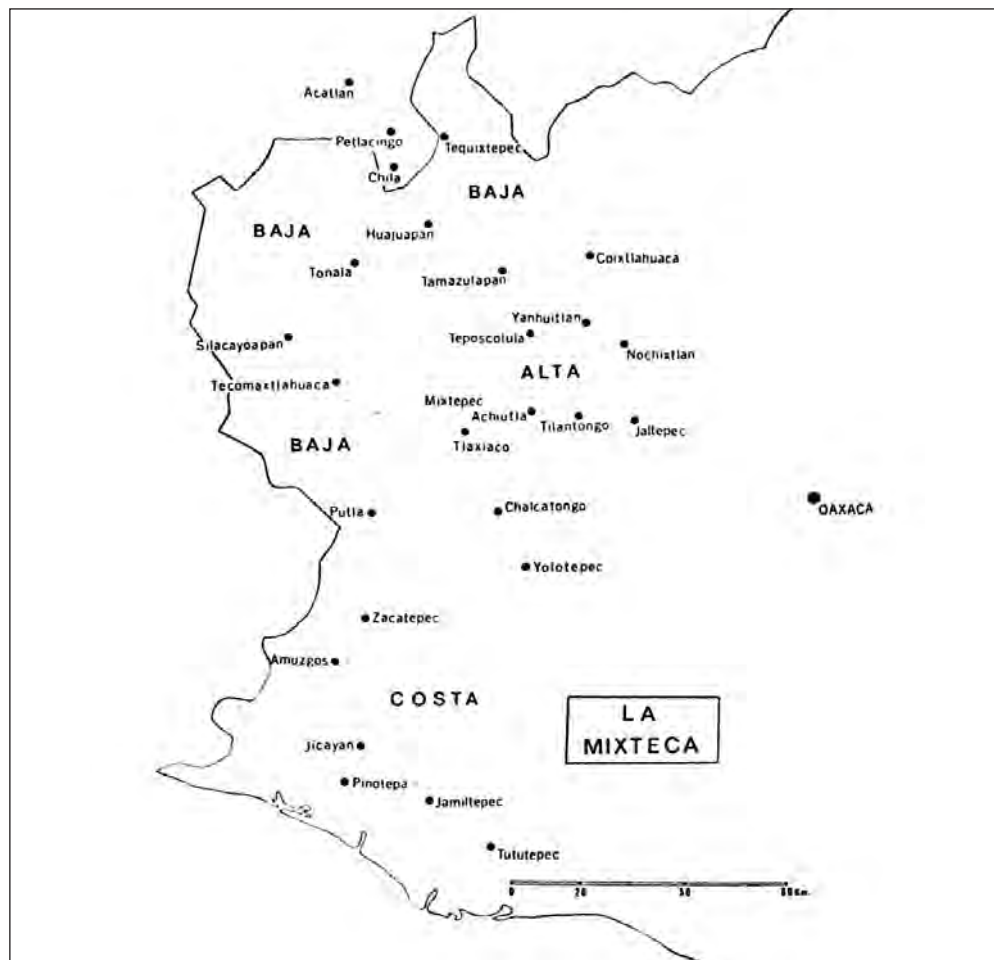 Acatlan
Petlacingo
Tequixtepec
Chila
BAJA
Huajuapan
BAJA
Tonala
Tamazulapan
Coixtlahuaca
Yanhuitlan
Teposcolula
Nochixtlan
Silacayoapan
ALTA
Tecomaxtlahuaca
Mixtepec
Achiutla
Tilantongo
Jaltepec
Tlaxiaco
BAJA
Putla
Chalcatongo
OAXACA
Yolotepec
Zacatepec
Amuzgos
COSTA
LA
MIXTECA
Jicayan
Pinotepa
Jamiltepec
Tututepec
0 20 50